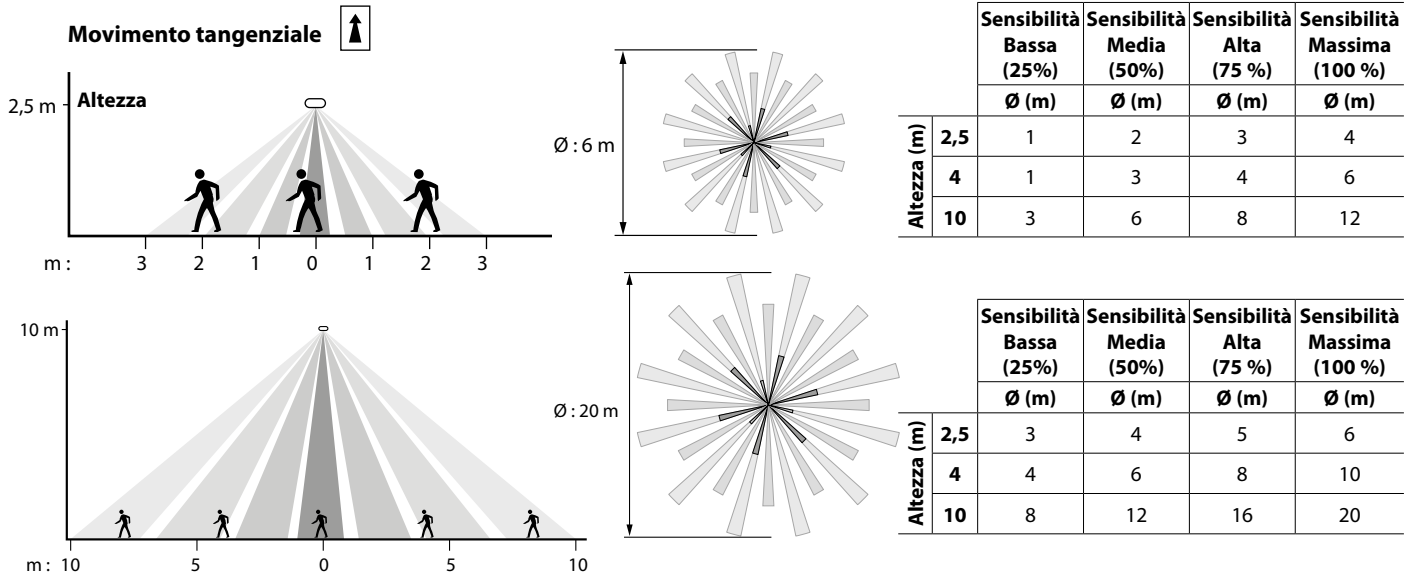 Movimento tangenziale
2,5 m
Altezza
m : 3 2 1 0 1 2 3
Ø : 6 m
Sensibilità Sensibilità Sensibilità Sensibilità
Bassa Media Alta Massima
(25%) (50%) (75 %) (100 %)
Ø (m) Ø (m) Ø (m) Ø (m)
Altezza (m)
2,5 1 2 3 4
4 1 3 4 6
10 3 6 8 12
10 m
m : 10 5 0 5 10
Ø : 20 m
Sensibilità Sensibilità Sensibilità Sensibilità
Bassa Media Alta Massima
(25%) (50%) (75 %) (100 %)
Ø (m) Ø (m) Ø (m) Ø (m)
Altezza (m)
2,5 3 4 5 6
4 4 6 8 10
10 8 12 16 20